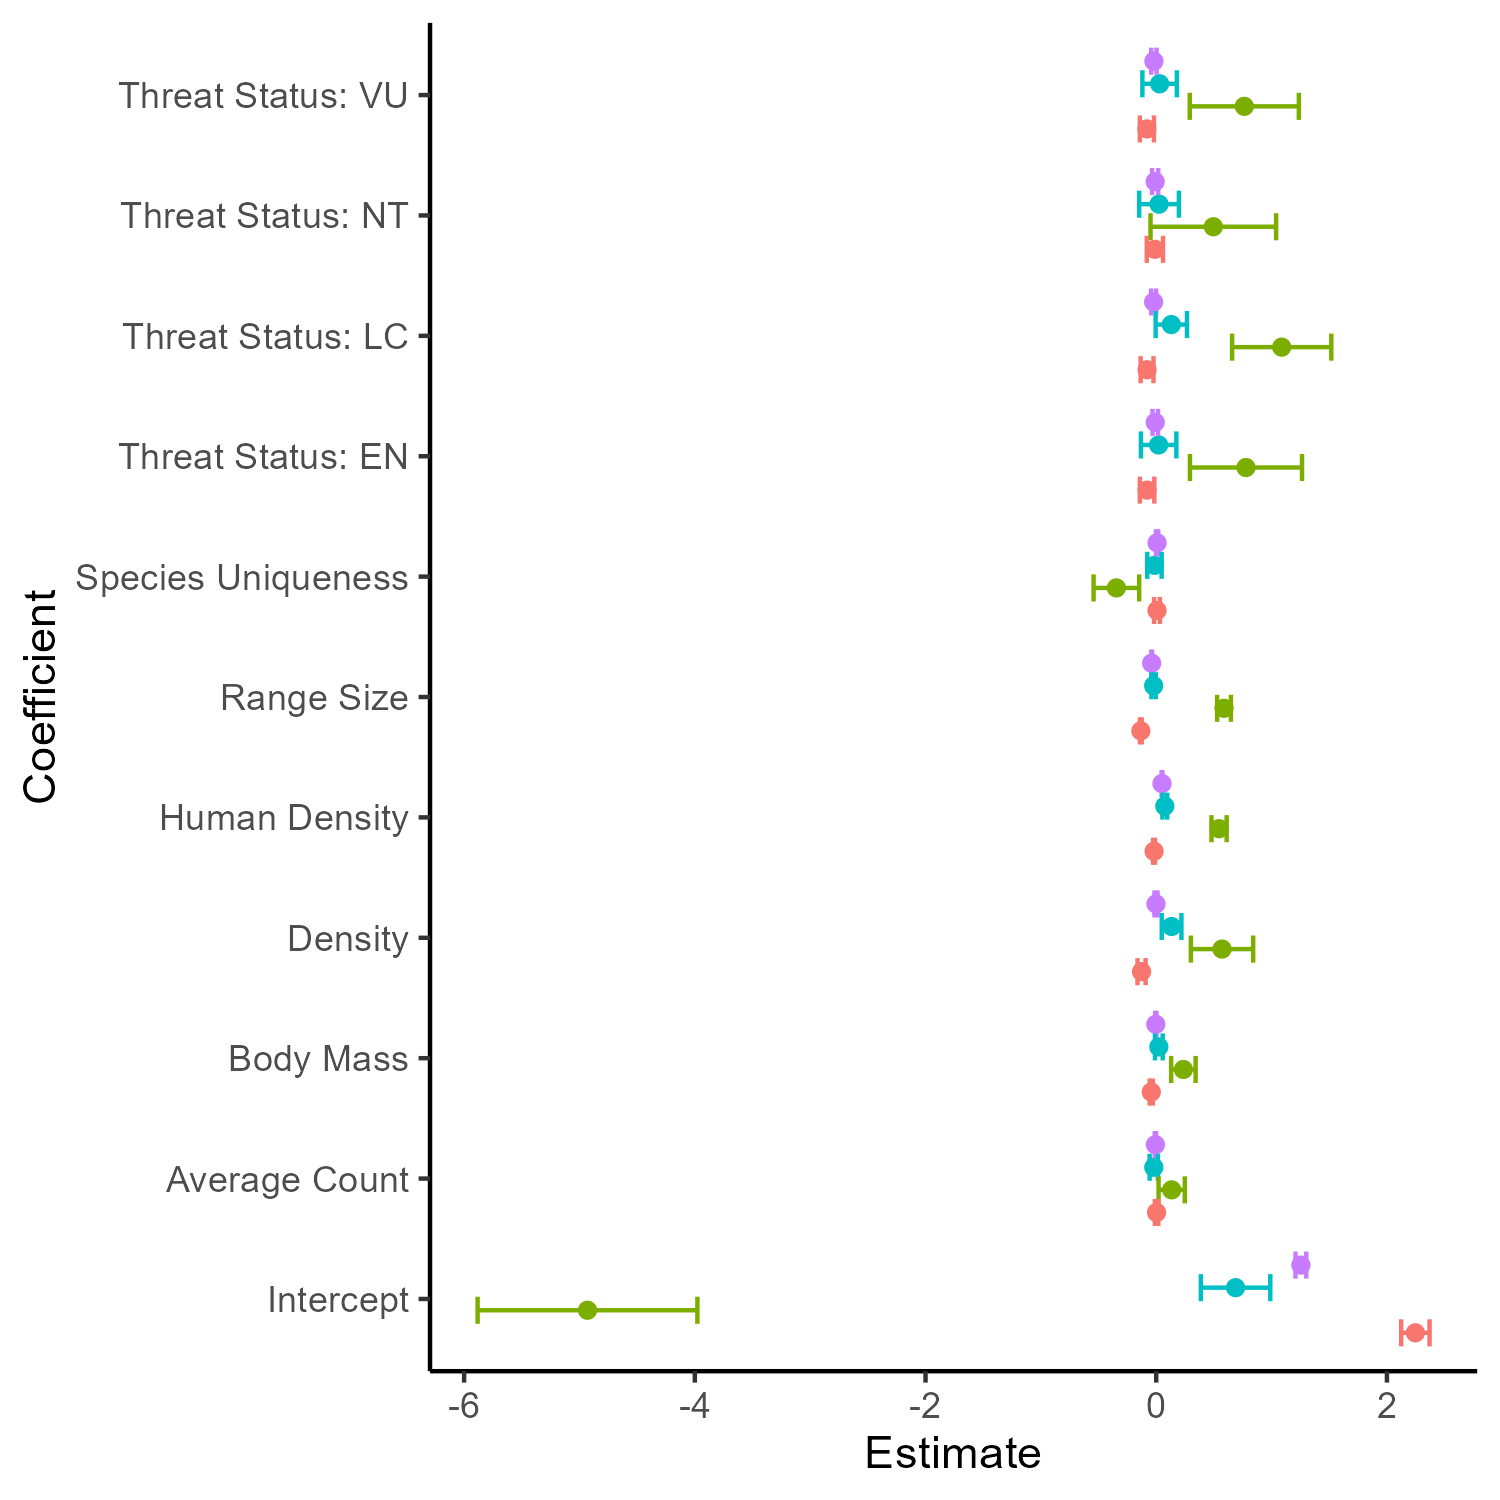 Threat Status: VU
Threat Status: NT
Threat Status: LC
Threat Status: EN
Species Uniqueness
Range Size
Human Density
Density
Body Mass
Average Count
Intercept
Coefficient
-6 -4 -2 0 2
Estimate